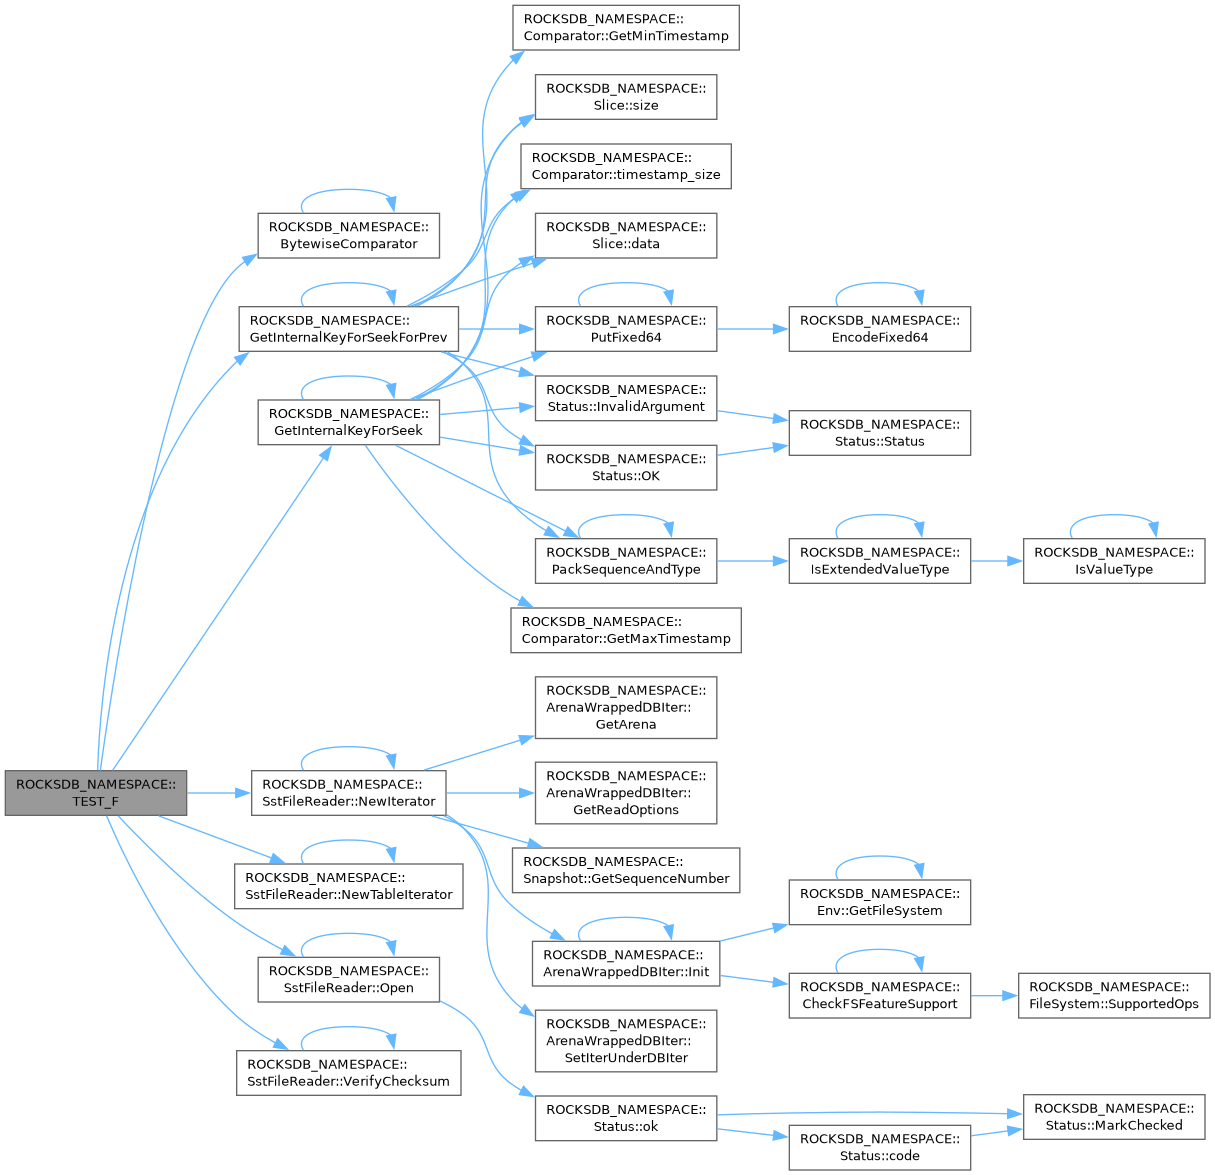 ROCKSDB_NAMESPACE::
TEST_F
ROCKSDB_NAMESPACE::
BytewiseComparator
ROCKSDB_NAMESPACE::
GetInternalKeyForSeekForPrev
ROCKSDB_NAMESPACE::
GetInternalKeyForSeek
ROCKSDB_NAMESPACE::
SstFileReader::NewIterator
ROCKSDB_NAMESPACE::
SstFileReader::NewTableIterator
ROCKSDB_NAMESPACE::
SstFileReader::Open
ROCKSDB_NAMESPACE::
SstFileReader::VerifyChecksum
ROCKSDB_NAMESPACE::
Comparator::GetMinTimestamp
ROCKSDB_NAMESPACE::
Slice::size
ROCKSDB_NAMESPACE::
Comparator::timestamp_size
ROCKSDB_NAMESPACE::
Slice::data
ROCKSDB_NAMESPACE::
PutFixed64
ROCKSDB_NAMESPACE::
Status::InvalidArgument
ROCKSDB_NAMESPACE::
Status::OK
ROCKSDB_NAMESPACE::
PackSequenceAndType
ROCKSDB_NAMESPACE::
Comparator::GetMaxTimestamp
ROCKSDB_NAMESPACE::
ArenaWrappedDBIter::
GetArena
ROCKSDB_NAMESPACE::
ArenaWrappedDBIter::
GetReadOptions
ROCKSDB_NAMESPACE::
Snapshot::GetSequenceNumber
ROCKSDB_NAMESPACE::
ArenaWrappedDBIter::Init
ROCKSDB_NAMESPACE::
ArenaWrappedDBIter::
SetIterUnderDBIter
ROCKSDB_NAMESPACE::
Status::ok
ROCKSDB_NAMESPACE::
EncodeFixed64
ROCKSDB_NAMESPACE::
Status::Status
ROCKSDB_NAMESPACE::
IsExtendedValueType
ROCKSDB_NAMESPACE::
Env::GetFileSystem
ROCKSDB_NAMESPACE::
CheckFSFeatureSupport
ROCKSDB_NAMESPACE::
Status::code
ROCKSDB_NAMESPACE::
IsValueType
ROCKSDB_NAMESPACE::
FileSystem::SupportedOps
ROCKSDB_NAMESPACE::
Status::MarkChecked